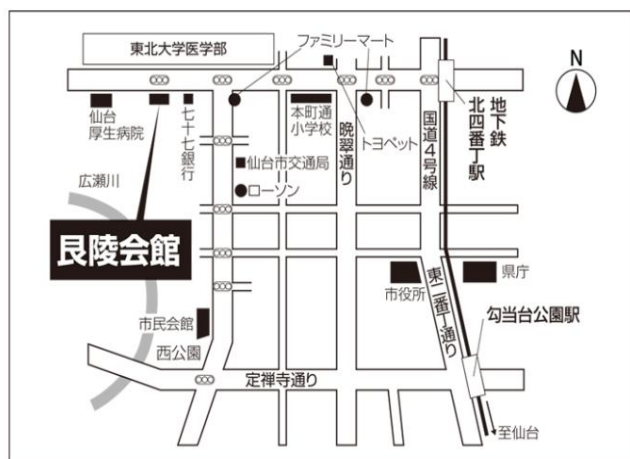 東北大学医学部
ファミリーマート
N
仙台
厚生病院
七十七銀行
本町通
小学校
晩翠通り
トヨペット
国道4号線
地下鉄
北四番丁駅
仙台市交通局
広瀬川
ローソン
艮陵会館
市役所
県庁
東二番丁通り
市民会館
勾当台公園駅
西公園
定禅寺通り
至仙台